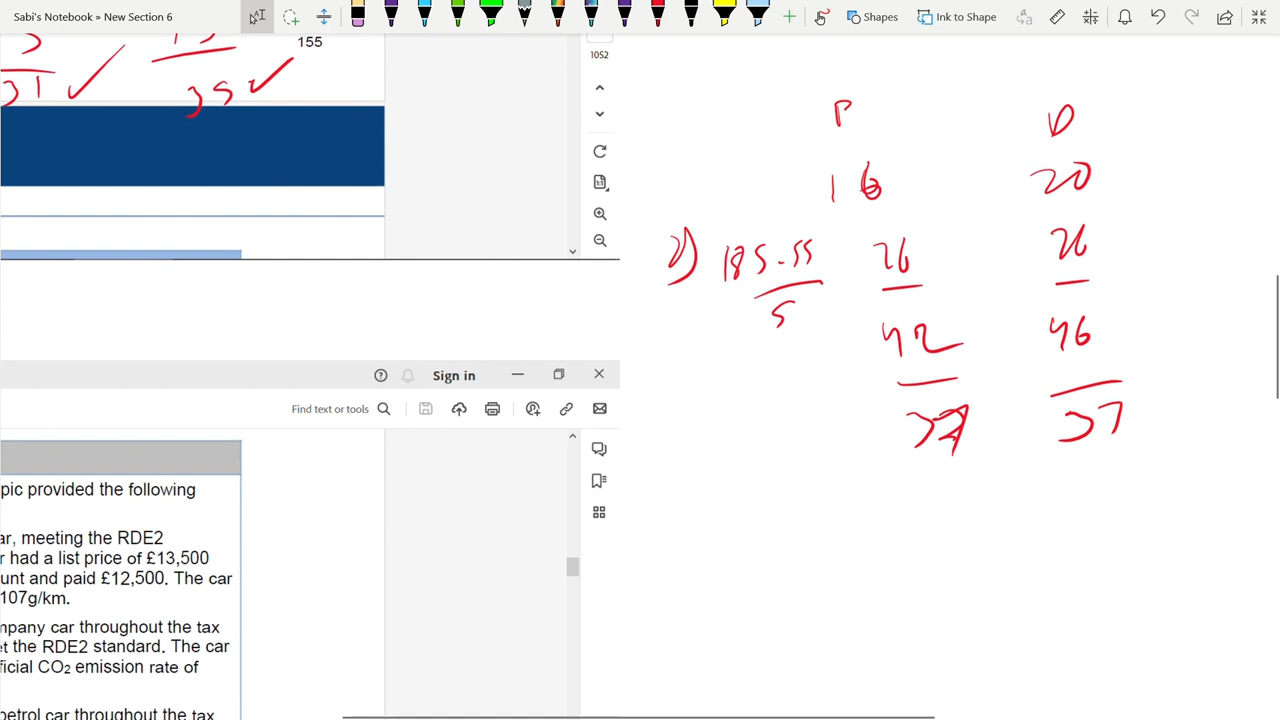 Sabi's Notebook » New Section 6
Shapes
Ink to Shape
155
1052
31
35
P D
16 20
2) 185-55 26 26
5
42 46
37 37
Sign in
Find text or tools
pic provided the following
ar, meeting the RDE2
r had a list price of £13,500
unt and paid £12,500. The car
107g/km.
mpany car throughout the tax
et the RDE2 standard. The car
ficial CO2 emission rate of
petrol car throughout the tax